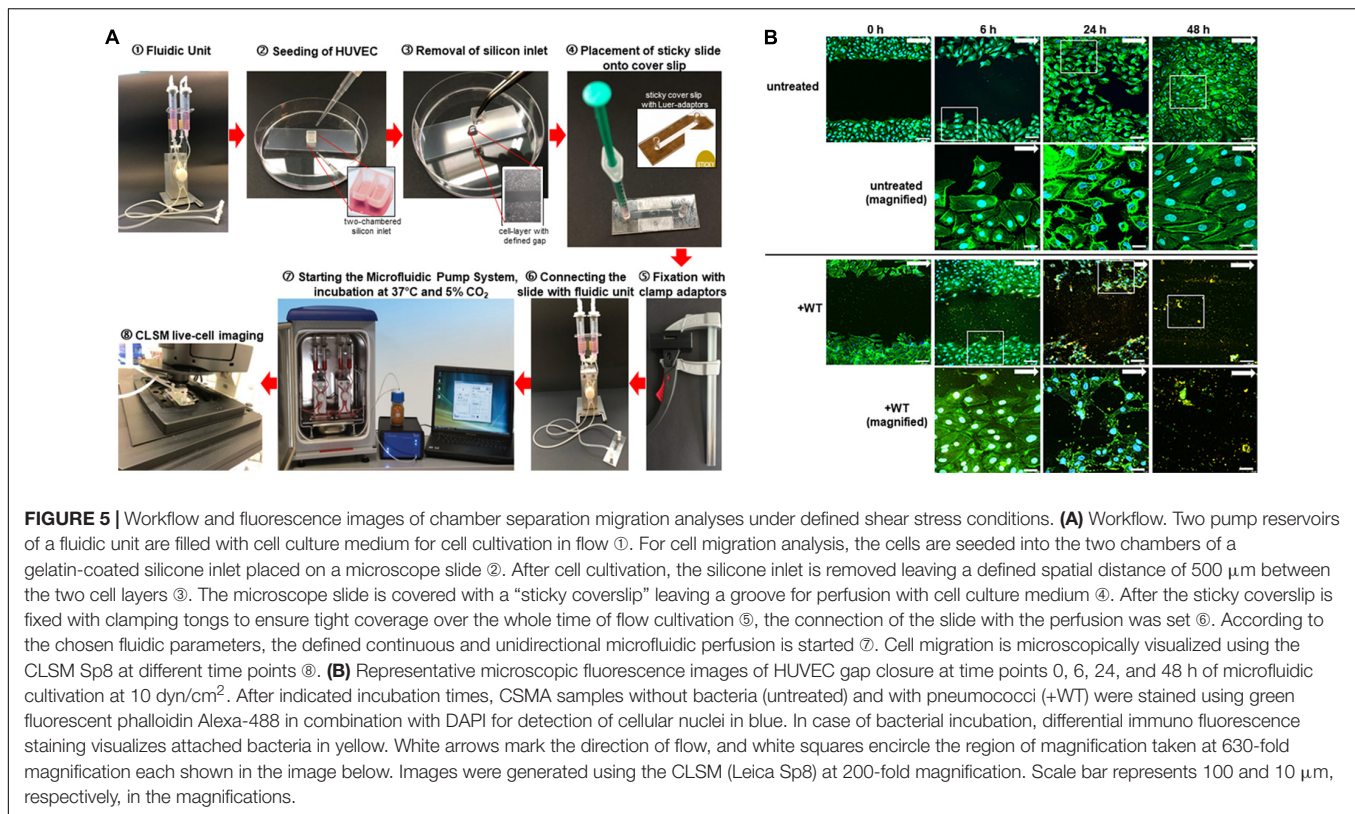 A
① Fluidic Unit
② Seeding of HUVEC
③ Removal of silicon inlet
④ Placement of sticky slide
onto cover slip
two-chambered
silicon inlet
cell-layer with
defined gap
sticky cover slip
with Luer-adaptors
STICKY
⑤ Fixation with
clamp adaptors
⑥ Connecting the
slide with fluidic unit
⑦ Starting the Microfluidic Pump System,
incubation at 37°C and 5% CO₂
⑧ CLSM live-cell imaging
B
0 h
6 h
24 h
48 h
untreated
untreated
(magnified)
+WT
+WT
(magnified)
FIGURE 5 | Workflow and fluorescence images of chamber separation migration analyses under defined shear stress conditions. (A) Workflow. Two pump reservoirs
of a fluidic unit are filled with cell culture medium for cell cultivation in flow ①. For cell migration analysis, the cells are seeded into the two chambers of a
gelatin-coated silicone inlet placed on a microscope slide ②. After cell cultivation, the silicone inlet is removed leaving a defined spatial distance of 500 μm between
the two cell layers ③. The microscope slide is covered with a “sticky coverslip” leaving a groove for perfusion with cell culture medium ④. After the sticky coverslip is
fixed with clamping tongs to ensure tight coverage over the whole time of flow cultivation ⑤, the connection of the slide with the perfusion was set ⑥. According to
the chosen fluidic parameters, the defined continuous and unidirectional microfluidic perfusion is started ⑦. Cell migration is microscopically visualized using the
CLSM Sp8 at different time points ⑧. (B) Representative microscopic fluorescence images of HUVEC gap closure at time points 0, 6, 24, and 48 h of microfluidic
cultivation at 10 dyn/cm². After indicated incubation times, CSMA samples without bacteria (untreated) and with pneumococci (+WT) were stained using green
fluorescent phalloidin Alexa-488 in combination with DAPI for detection of cellular nuclei in blue. In case of bacterial incubation, differential immuno fluorescence
staining visualizes attached bacteria in yellow. White arrows mark the direction of flow, and white squares encircle the region of magnification taken at 630-fold
magnification each shown in the image below. Images were generated using the CLSM (Leica Sp8) at 200-fold magnification. Scale bar represents 100 and 10 μm,
respectively, in the magnifications.